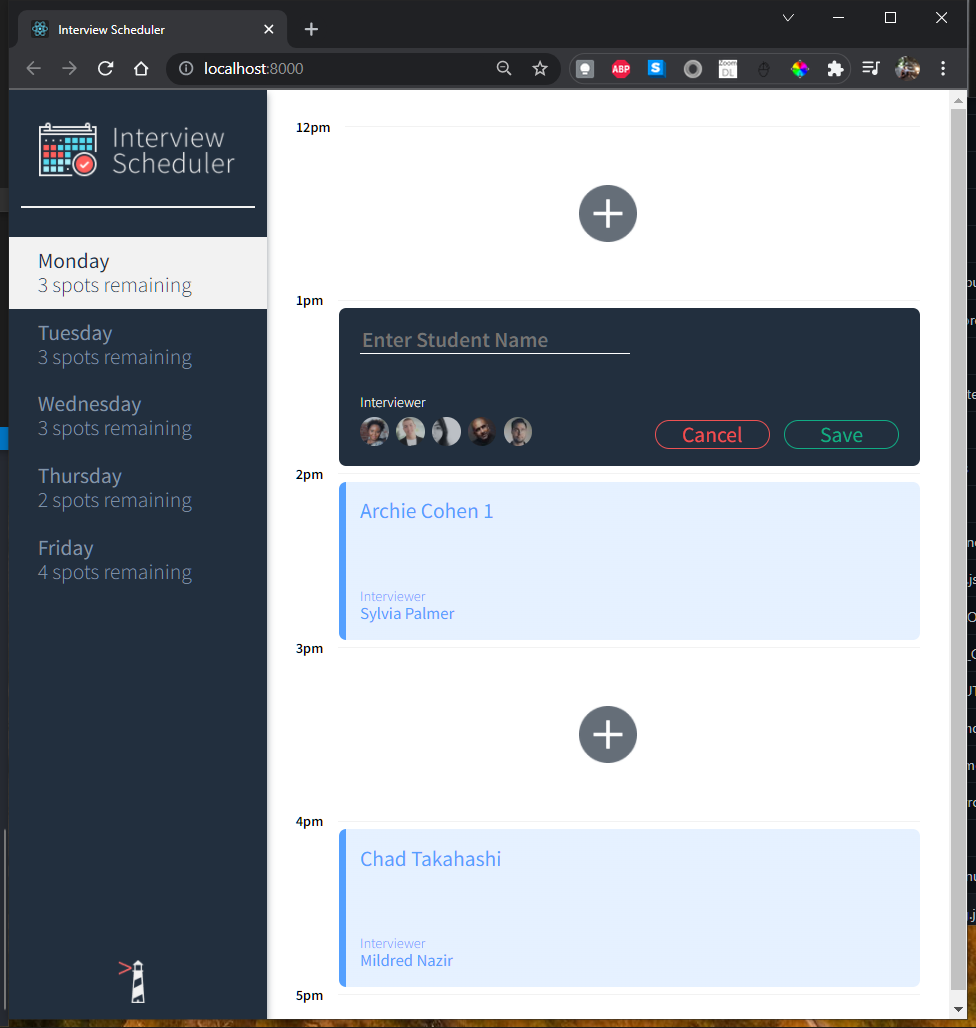 Interview Scheduler
localhost:8000
ABP
S
Zoom
DL
Interview
Scheduler
Monday
3 spots remaining
Tuesday
3 spots remaining
Wednesday
3 spots remaining
Thursday
2 spots remaining
Friday
4 spots remaining
12pm
1pm
Enter Student Name
Interviewer
Cancel
Save
2pm
Archie Cohen 1
Interviewer
Sylvia Palmer
3pm
4pm
Chad Takahashi
Interviewer
Mildred Nazir
5pm